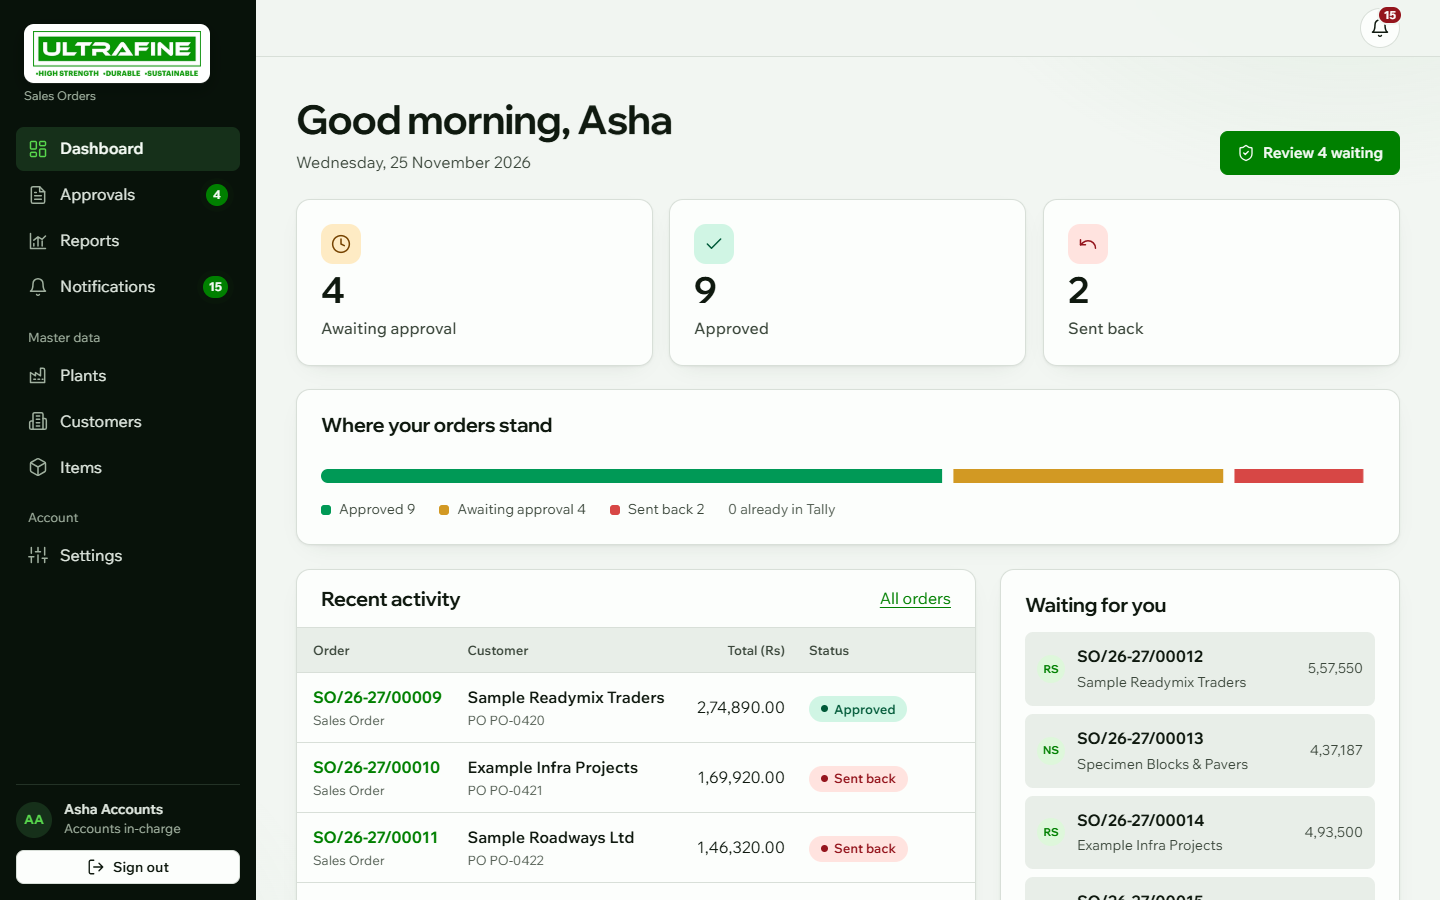 ULTRAFINE
•HIGH STRENGTH •DURABLE •SUSTAINABLE
Sales Orders
Dashboard
Approvals 4
Reports
Notifications 15
Master data
Plants
Customers
Items
Account
Settings
AA
Asha Accounts
Accounts in-charge
Sign out
15
Good morning, Asha
Wednesday, 25 November 2026
Review 4 waiting
4
Awaiting approval
9
Approved
2
Sent back
Where your orders stand
Approved 9 Awaiting approval 4 Sent back 2 0 already in Tally
Recent activity All orders
Order Customer Total (Rs) Status
SO/26-27/00009 Sample Readymix Traders 2,74,890.00 Approved
Sales Order PO PO-0420
SO/26-27/00010 Example Infra Projects 1,69,920.00 Sent back
Sales Order PO PO-0421
SO/26-27/00011 Sample Roadways Ltd 1,46,320.00 Sent back
Sales Order PO PO-0422
Waiting for you
RS SO/26-27/00012 5,57,550
Sample Readymix Traders
NS SO/26-27/00013 4,37,187
Specimen Blocks & Pavers
RS SO/26-27/00014 4,93,500
Example Infra Projects
SO/26-27/00015